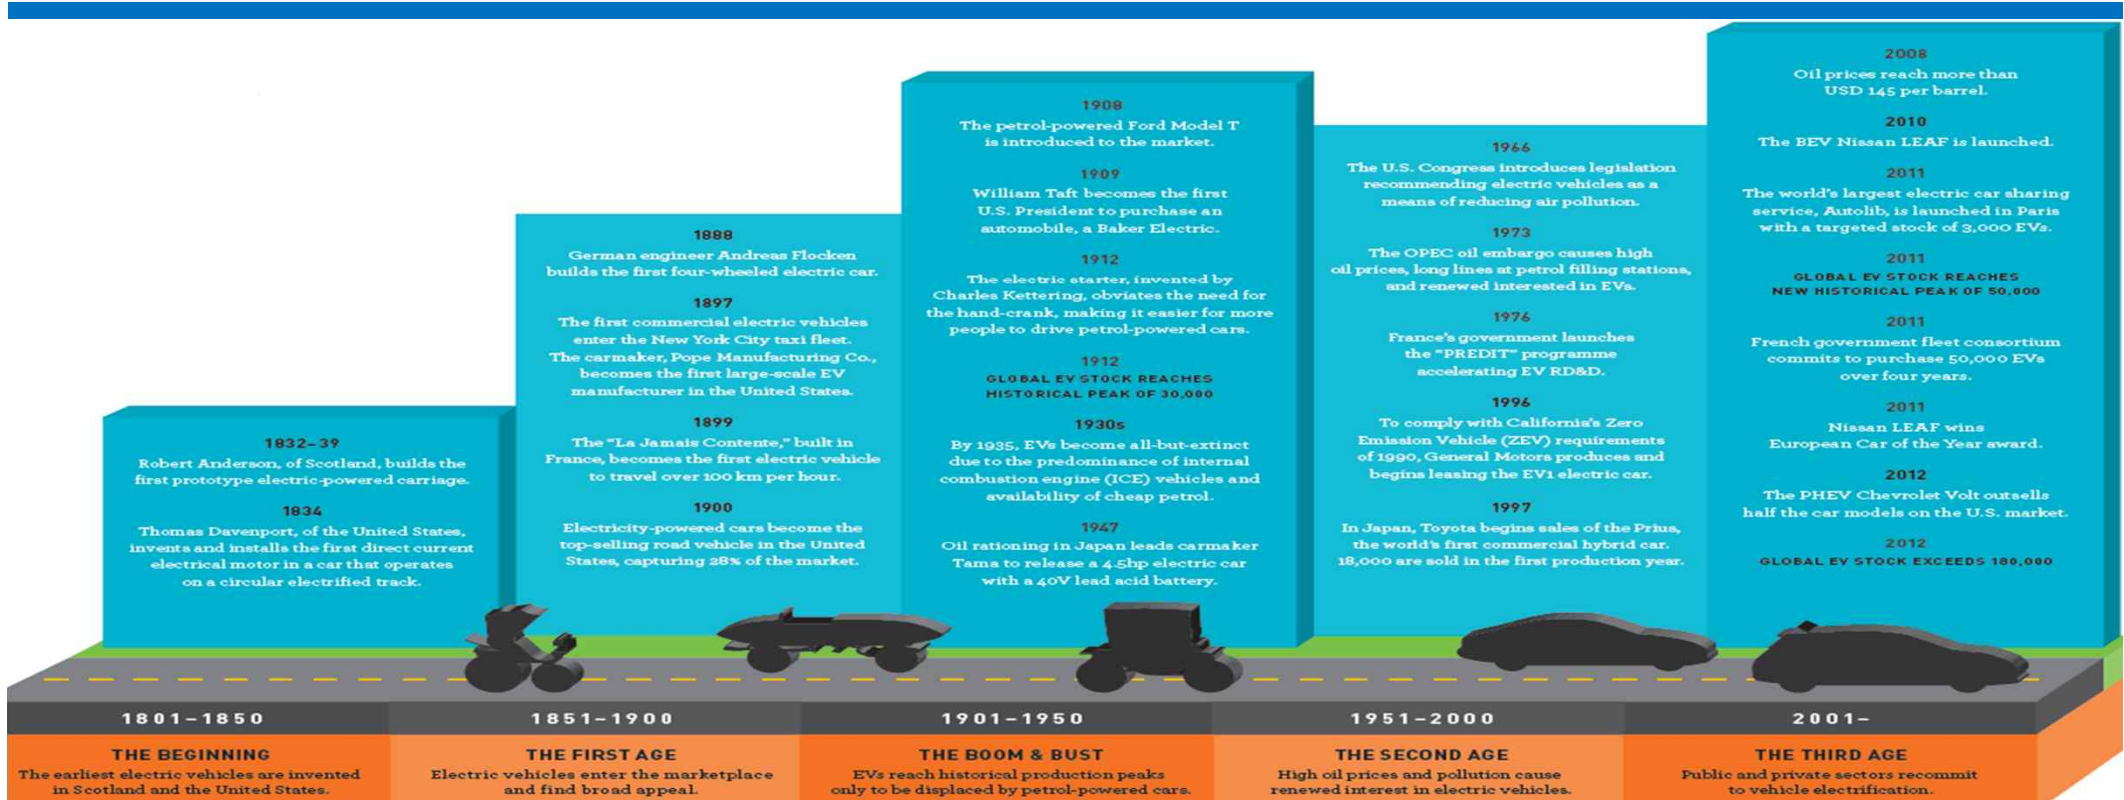 1832–39
Robert Anderson, of Scotland, builds the
first prototype electric-powered carriage.
1834
Thomas Davenport, of the United States,
invents and installs the first direct current
electrical motor in a car that operates
on a circular electrified track.
1888
German engineer Andreas Flocken
builds the first four-wheeled electric car.
1897
The first commercial electric vehicles
enter the New York City taxi fleet.
The carmaker, Pope Manufacturing Co.,
becomes the first large-scale EV
manufacturer in the United States.
1899
The “La Jamais Contente,” built in
France, becomes the first electric vehicle
to travel over 100 km per hour.
1900
Electricity-powered cars become the
top-selling road vehicle in the United
States, capturing 28% of the market.
1908
The petrol-powered Ford Model T
is introduced to the market.
1909
William Taft becomes the first
U.S. President to purchase an
automobile, a Baker Electric.
1912
The electric starter, invented by
Charles Kettering, obviates the need for
the hand-crank, making it easier for more
people to drive petrol-powered cars.
1912
GLOBAL EV STOCK REACHES
HISTORICAL PEAK OF 30,000
1930s
By 1935, EVs become all-but-extinct
due to the predominance of internal
combustion engine (ICE) vehicles and
availability of cheap petrol.
1947
Oil rationing in Japan leads carmaker
Tama to release a 4.5hp electric car
with a 40V lead acid battery.
1966
The U.S. Congress introduces legislation
recommending electric vehicles as a
means of reducing air pollution.
1973
The OPEC oil embargo causes high
oil prices, long lines at petrol filling stations,
and renewed interested in EVs.
1976
France’s government launches
the “PREDIT” programme
accelerating EV RD&D.
1996
To comply with California’s Zero
Emission Vehicle (ZEV) requirements
of 1990, General Motors produces and
begins leasing the EV1 electric car.
1997
In Japan, Toyota begins sales of the Prius,
the world’s first commercial hybrid car.
18,000 are sold in the first production year.
2008
Oil prices reach more than
USD 145 per barrel.
2010
The BEV Nissan LEAF is launched.
2011
The world’s largest electric car sharing
service, Autolib, is launched in Paris
with a targeted stock of 3,000 EVs.
2011
GLOBAL EV STOCK REACHES
NEW HISTORICAL PEAK OF 50,000
2011
French government fleet consortium
commits to purchase 50,000 EVs
over four years.
2011
Nissan LEAF wins
European Car of the Year award.
2012
The PHEV Chevrolet Volt outsells
half the car models on the U.S. market.
2012
GLOBAL EV STOCK EXCEEDS 180,000
1801–1850
THE BEGINNING
The earliest electric vehicles are invented
in Scotland and the United States.
1851–1900
THE FIRST AGE
Electric vehicles enter the marketplace
and find broad appeal.
1901–1950
THE BOOM & BUST
EVs reach historical production peaks
only to be displaced by petrol-powered cars.
1951–2000
THE SECOND AGE
High oil prices and pollution cause
renewed interest in electric vehicles.
2001–
THE THIRD AGE
Public and private sectors recommit
to vehicle electrification.